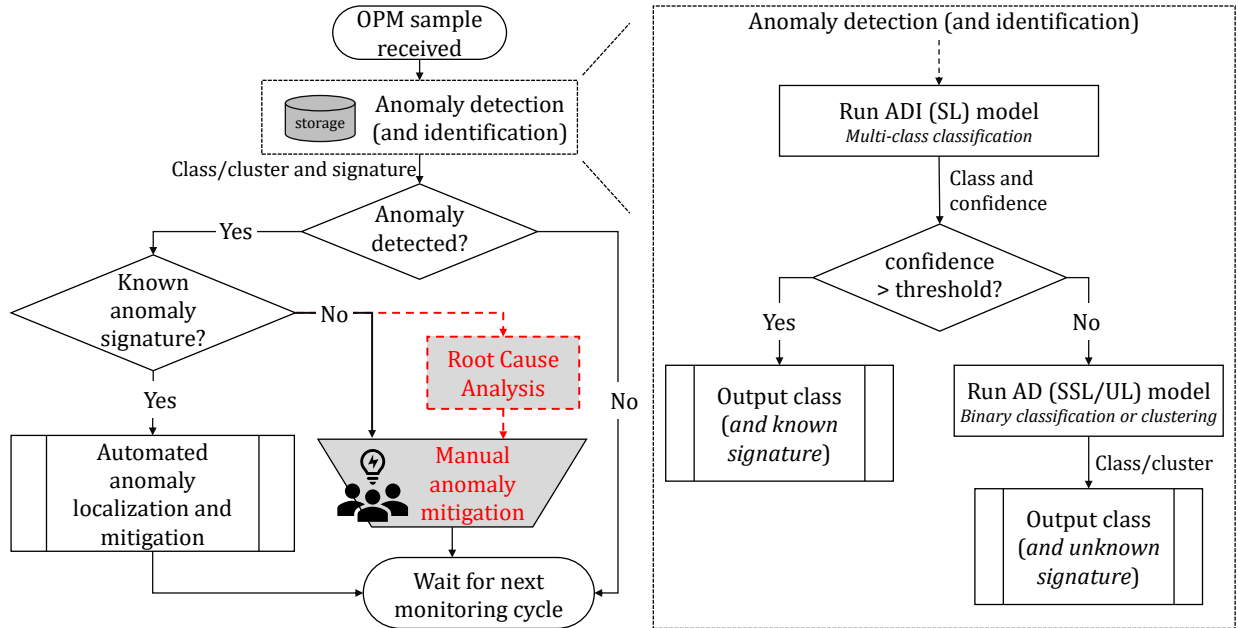 OPM sample
received
storage
Anomaly detection
(and identification)
Class/cluster and signature
Anomaly
detected?
Yes
Known
anomaly
signature?
No
Root Cause
Analysis
No
Yes
Automated
anomaly
localization and
mitigation
Manual
anomaly
mitigation
Wait for next
monitoring cycle
Anomaly detection (and identification)
Run ADI (SL) model
Multi-class classification
Class and
confidence
confidence
> threshold?
Yes
No
Output class
(and known
signature)
Run AD (SSL/UL) model
Binary classification or clustering
Class/cluster
Output class
(and unknown
signature)